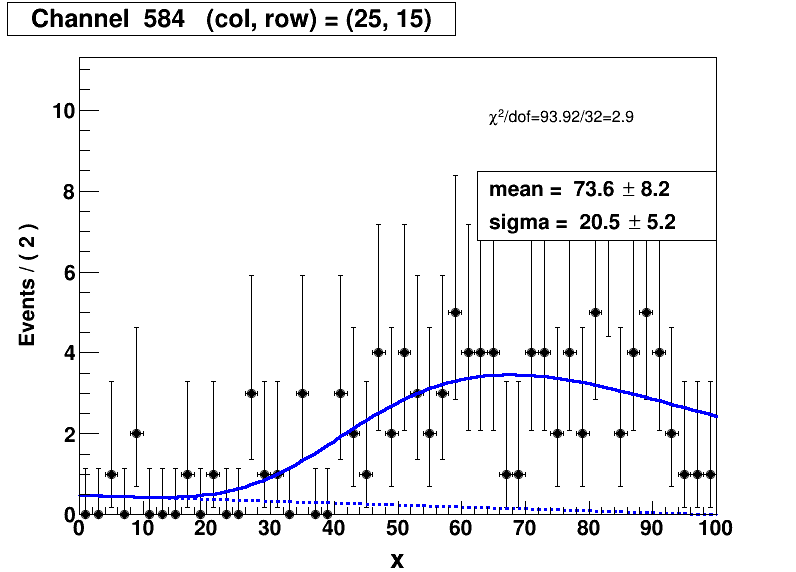 Channel 584 (col, row) = (25, 15)
χ²/dof=93.92/32=2.9
mean = 73.6 ± 8.2
sigma = 20.5 ± 5.2
Events / ( 2 )
10
8
6
4
2
0
0 10 20 30 40 50 60 70 80 90 100
x